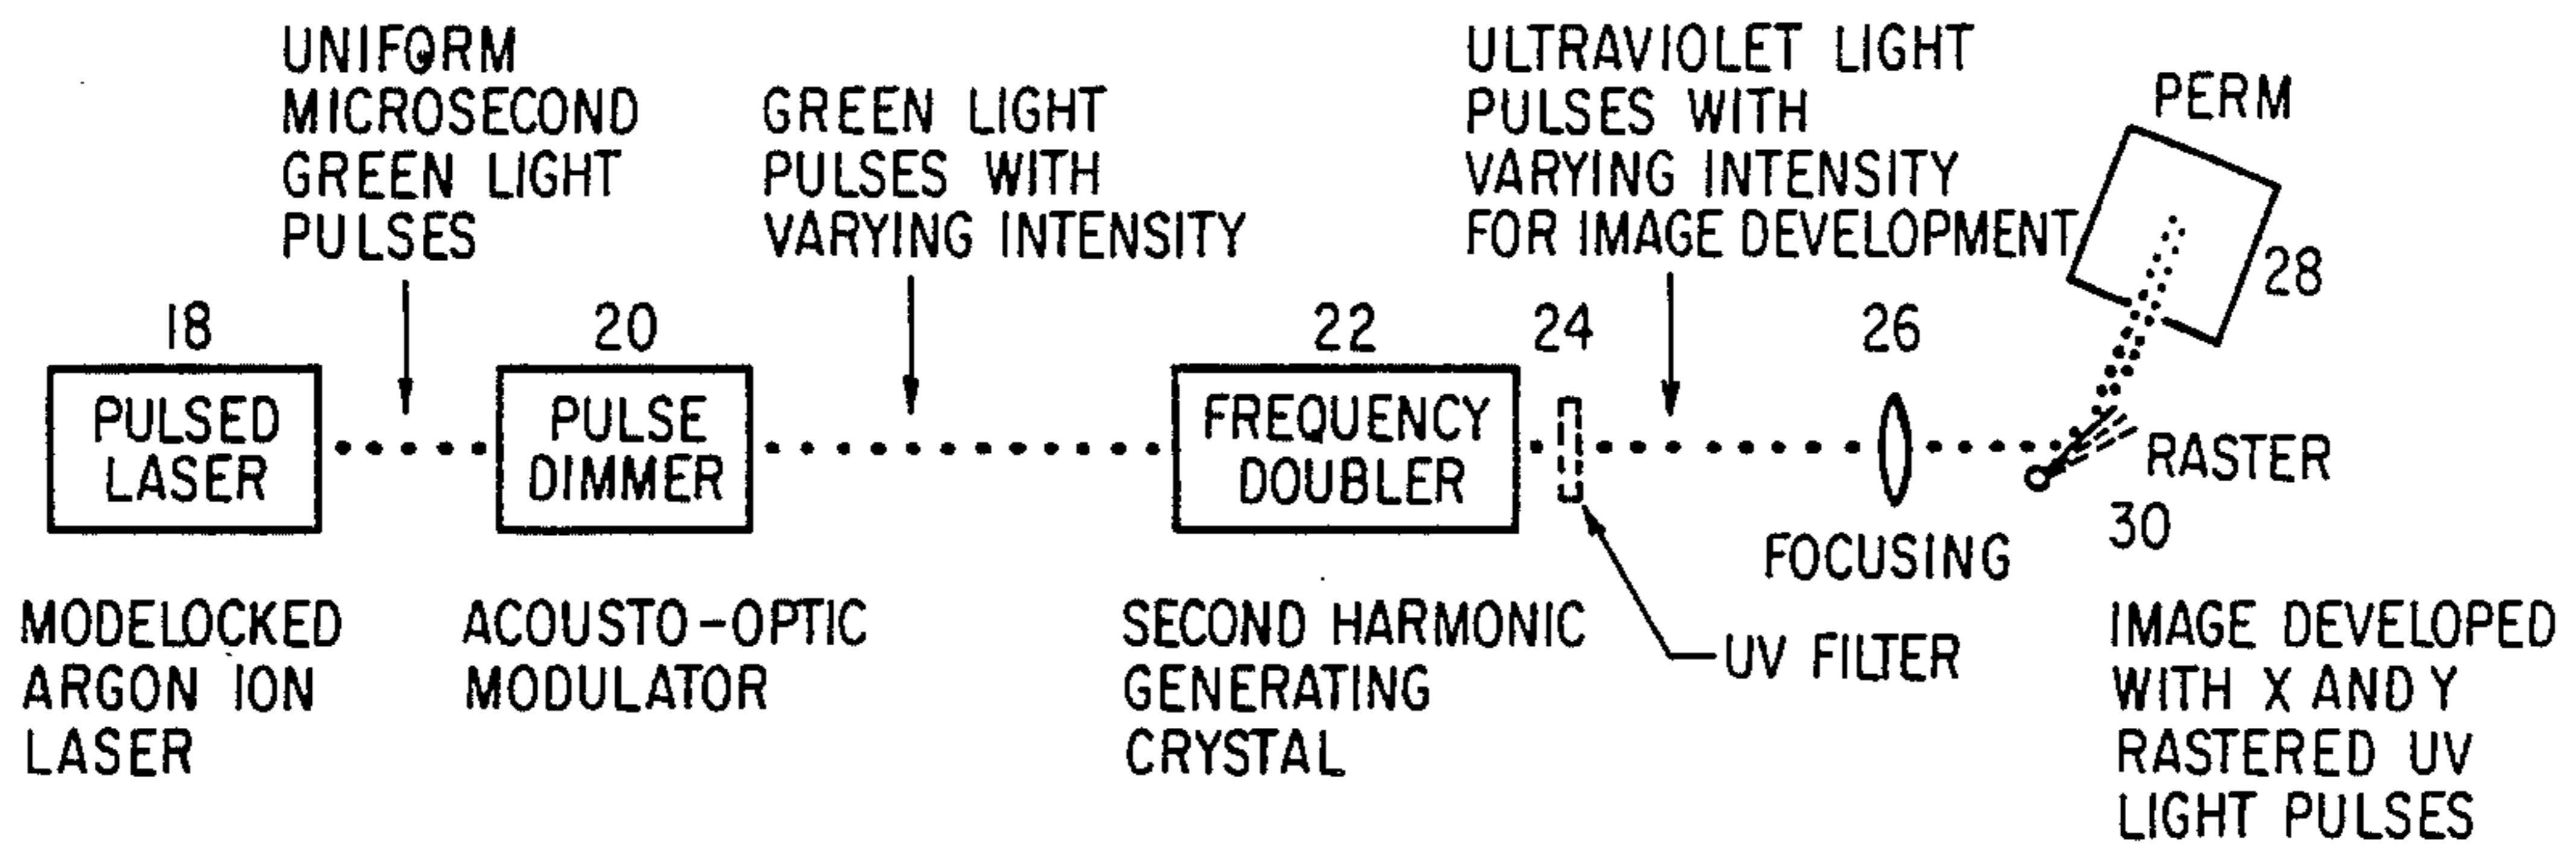 UNIFORM
MICROSECOND
GREEN LIGHT
PULSES
GREEN LIGHT
PULSES WITH
VARYING INTENSITY
ULTRAVIOLET LIGHT
PULSES WITH
VARYING INTENSITY
FOR IMAGE DEVELOPMENT
PERM
28
18
20
22
24
26
PULSED
LASER
PULSE
DIMMER
FREQUENCY
DOUBLER
RASTER
30
FOCUSING
UV FILTER
MODELOCKED
ARGON ION
LASER
ACOUSTO-OPTIC
MODULATOR
SECOND HARMONIC
GENERATING
CRYSTAL
IMAGE DEVELOPED
WITH X AND Y
RASTERED UV
LIGHT PULSES